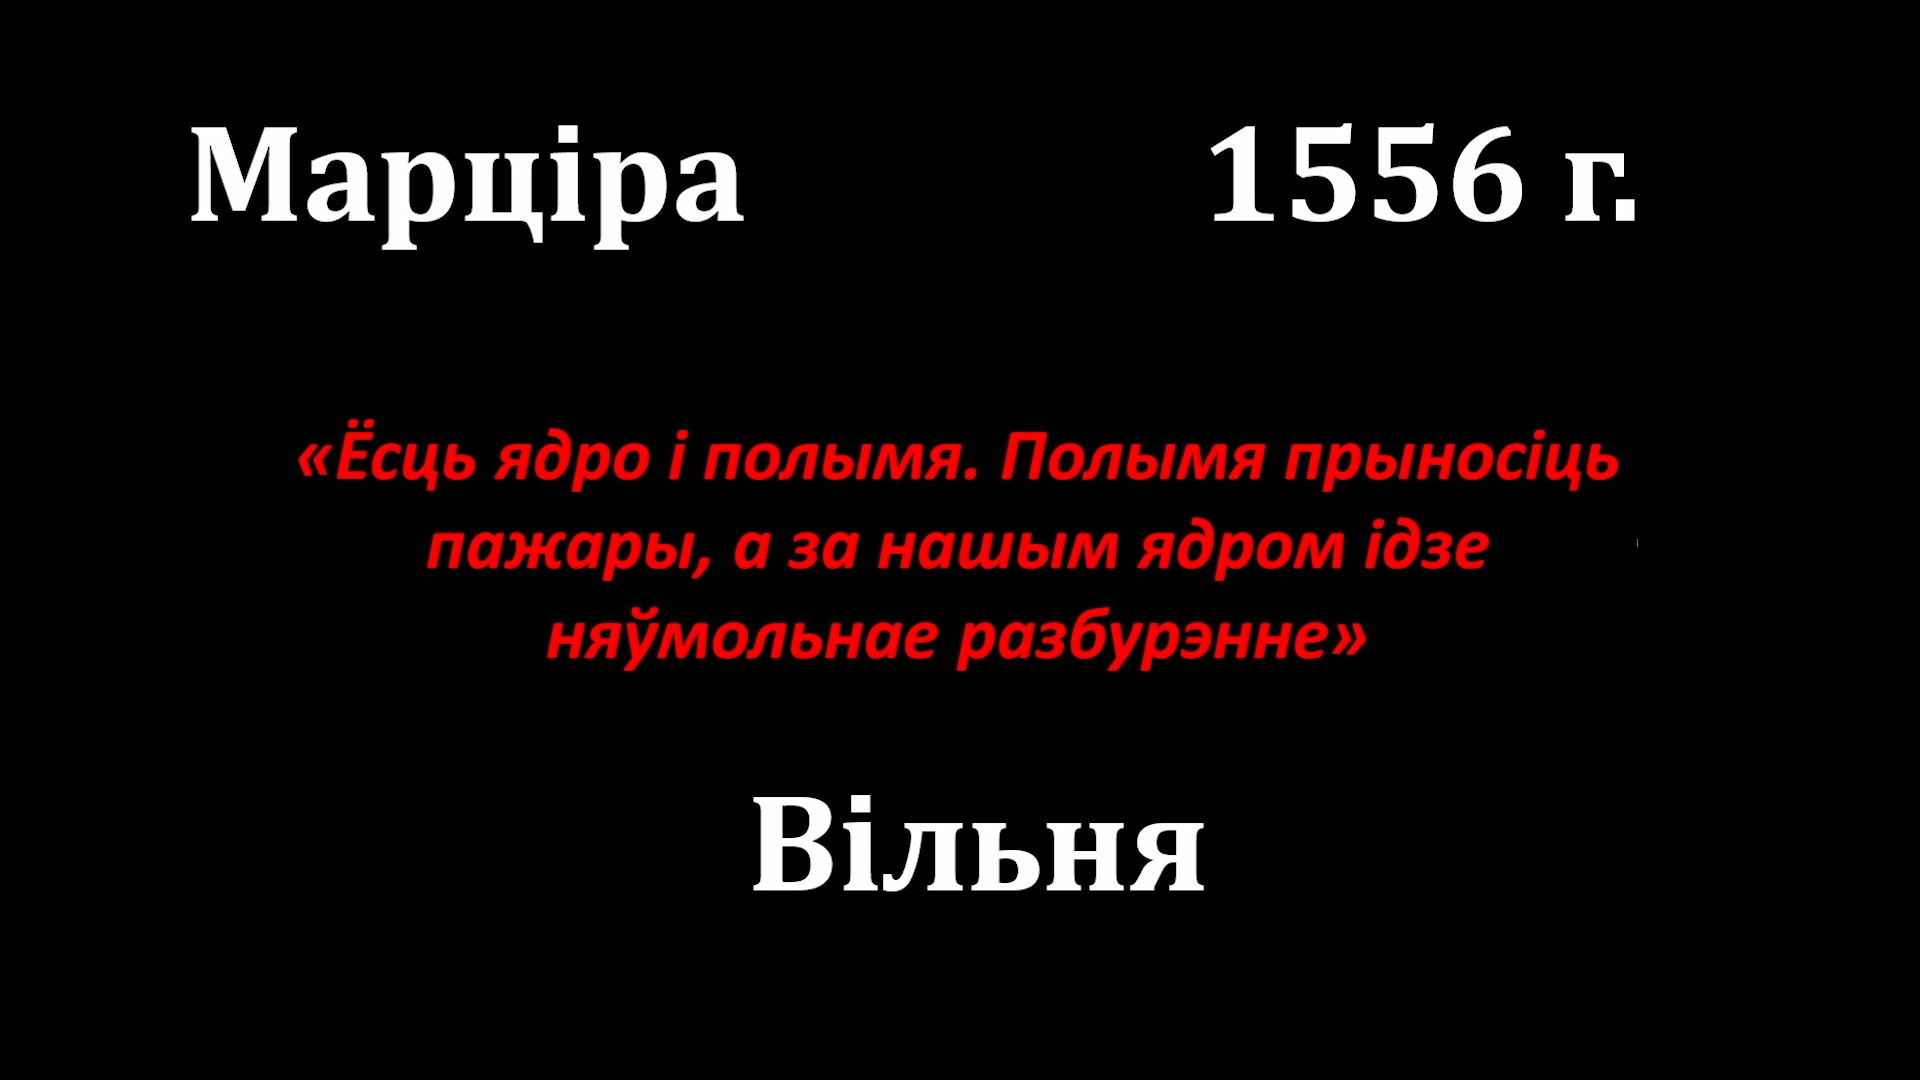 Марціра 1556 г.
«Ёсць ядро і полымя. Полымя прыносіць
пажары, а за нашым ядром ідзе
няўмольнае разбурэнне»
Вільня